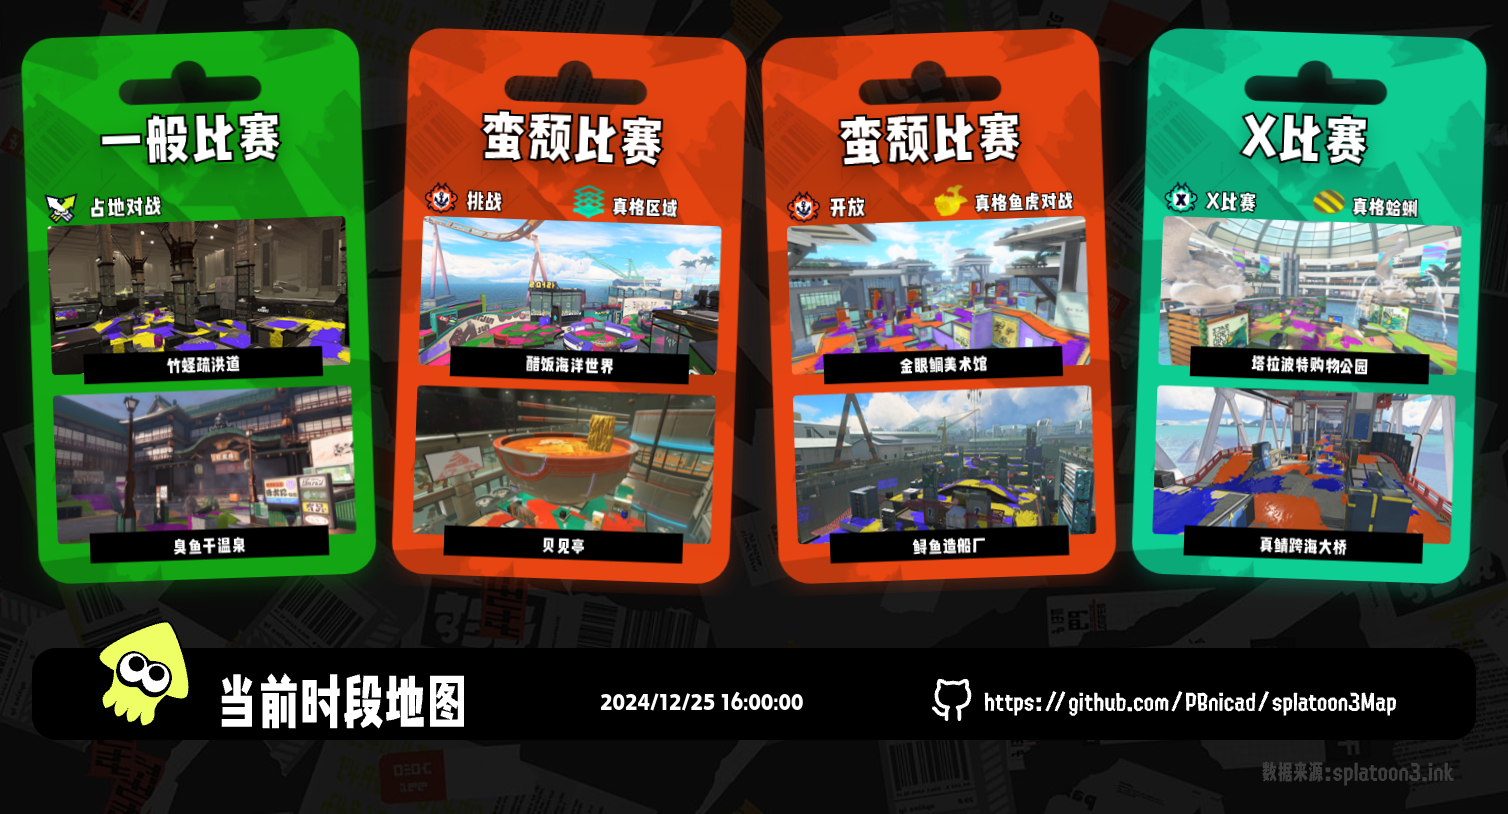 一般比赛
占地对战
竹蛏疏洪道
臭鱼干温泉
蛮颓比赛
挑战
真格区域
醋饭海洋世界
贝见亭
蛮颓比赛
开放
真格鱼虎对战
金眼鲷美术馆
鲟鱼造船厂
X比赛
X比赛
真格蛤蜊
塔拉波特购物公园
真鲭跨海大桥
当前时段地图
2024/12/25 16:00:00
https://github.com/PBnicad/splatoon3Map
数据来源:splatoon3.ink